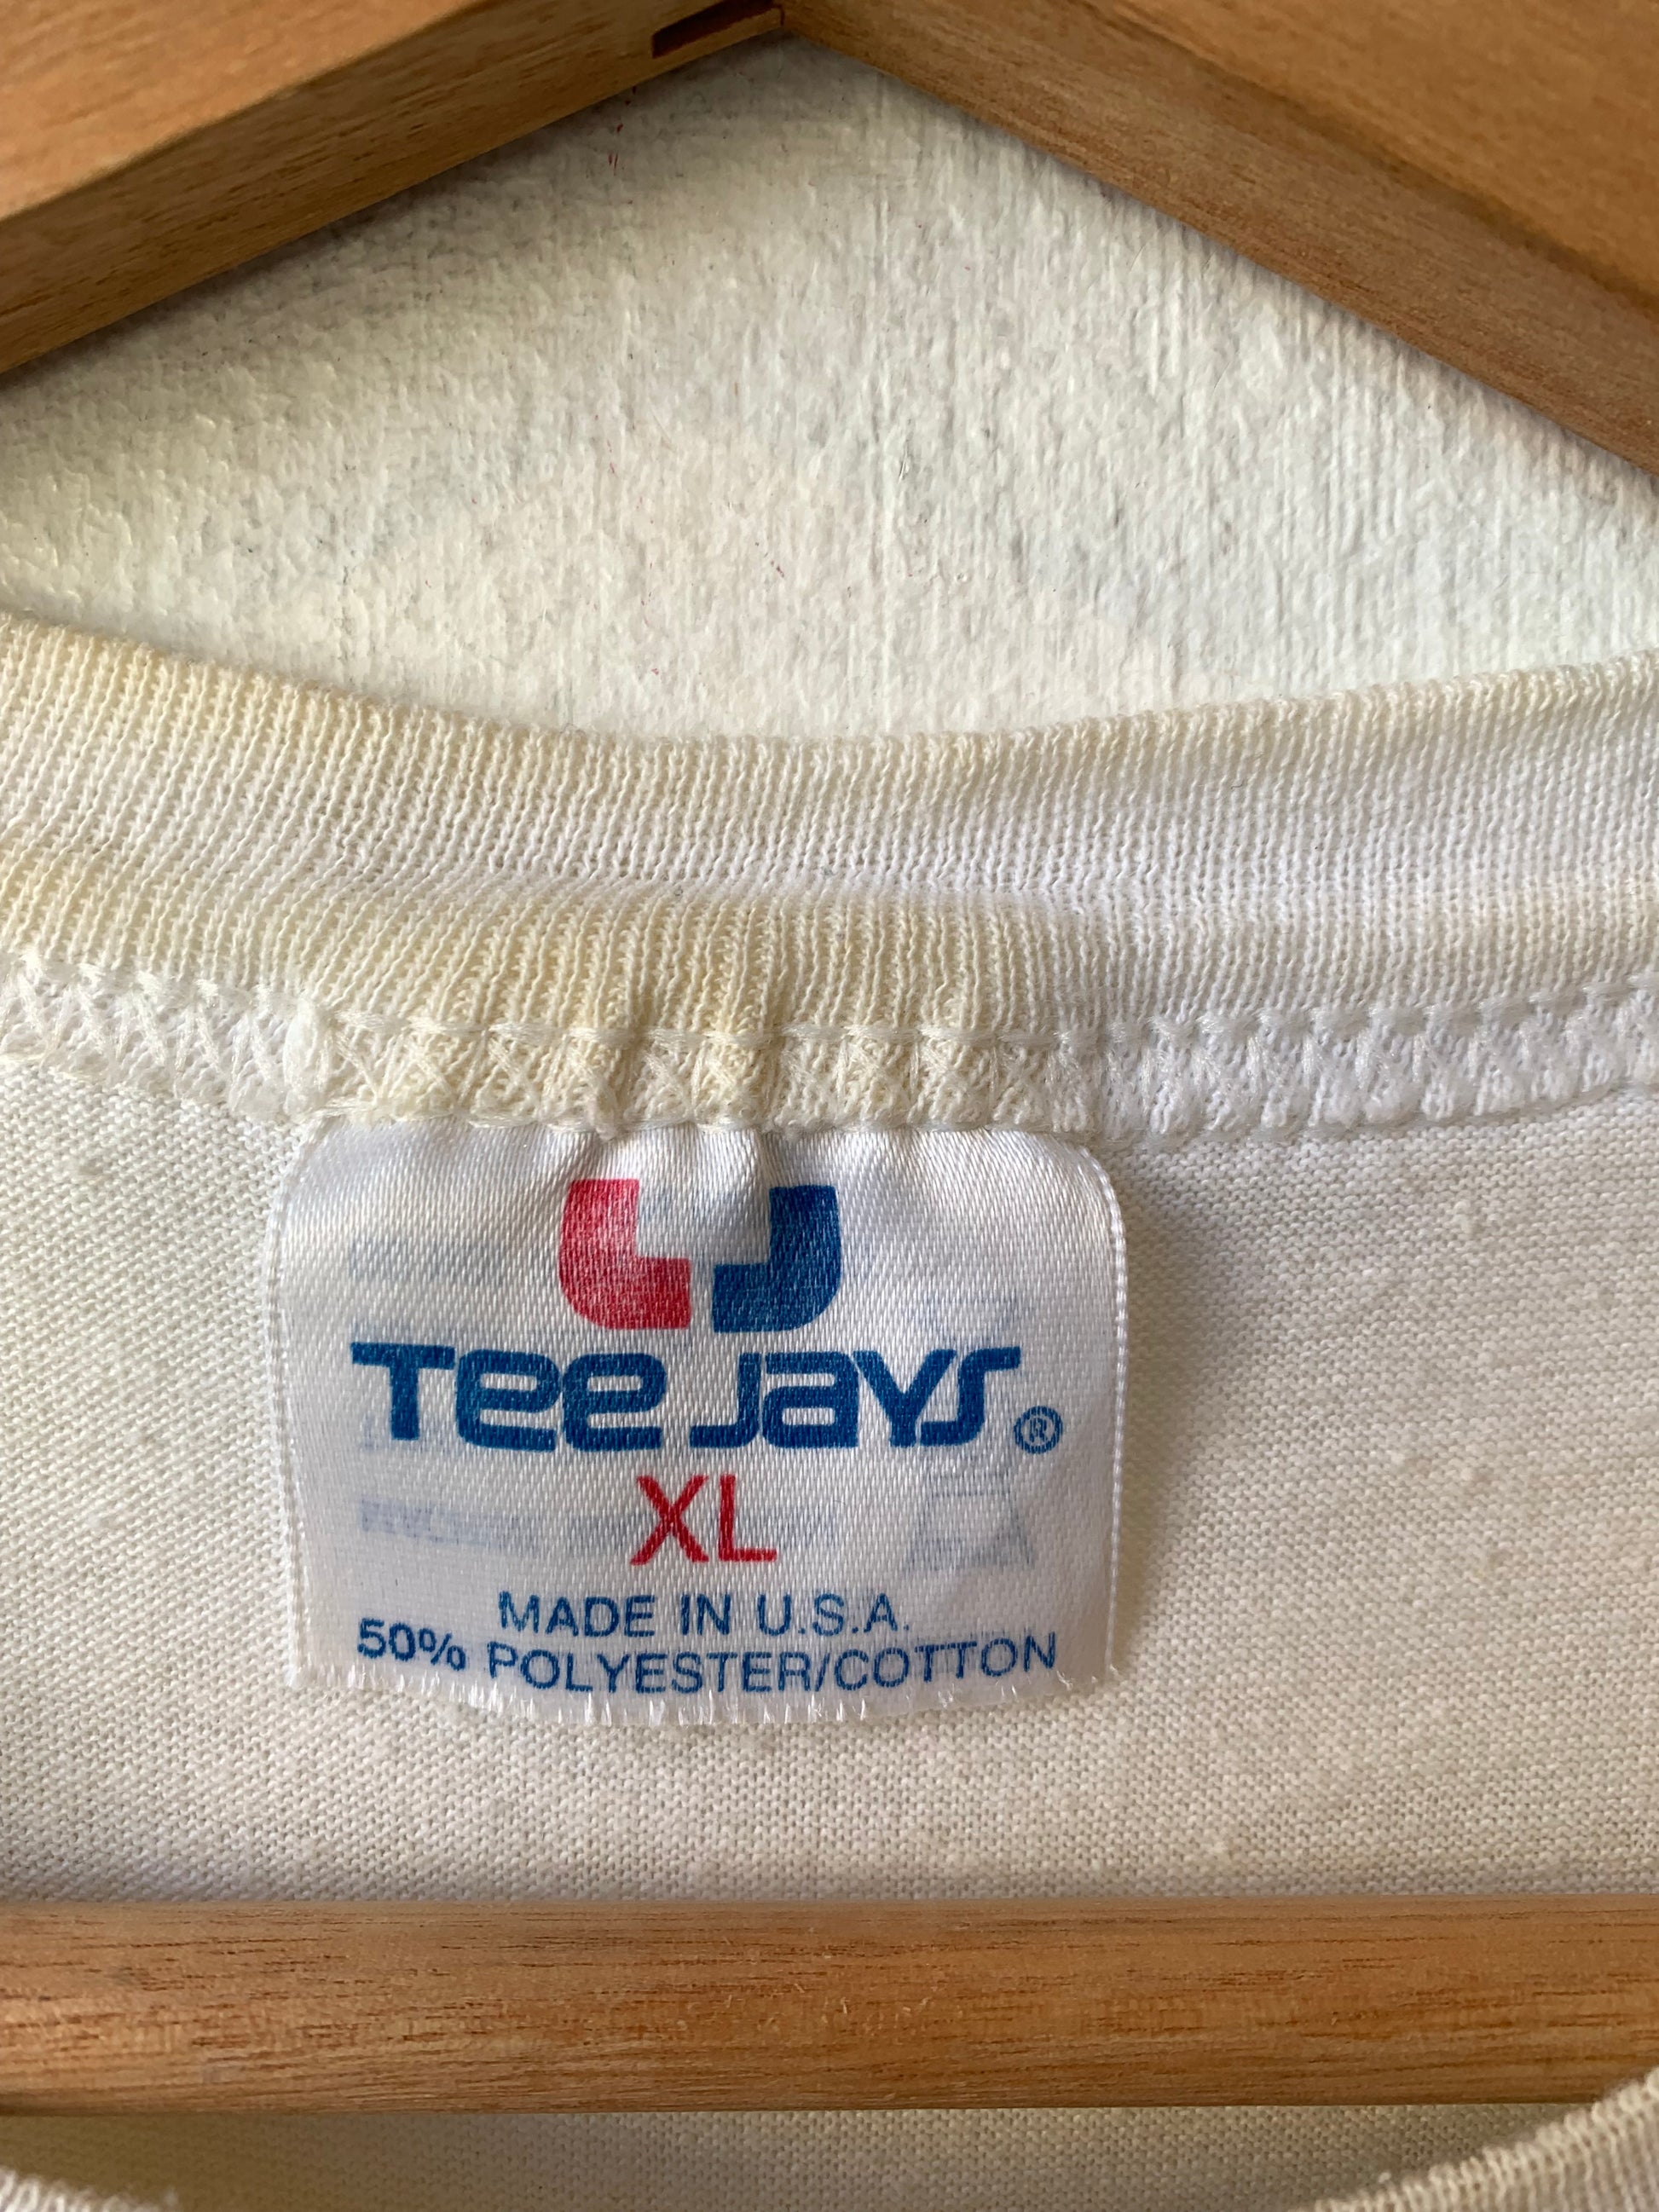 Tee Jays ®
XL
MADE IN U.S.A.
50% POLYESTER/COTTON